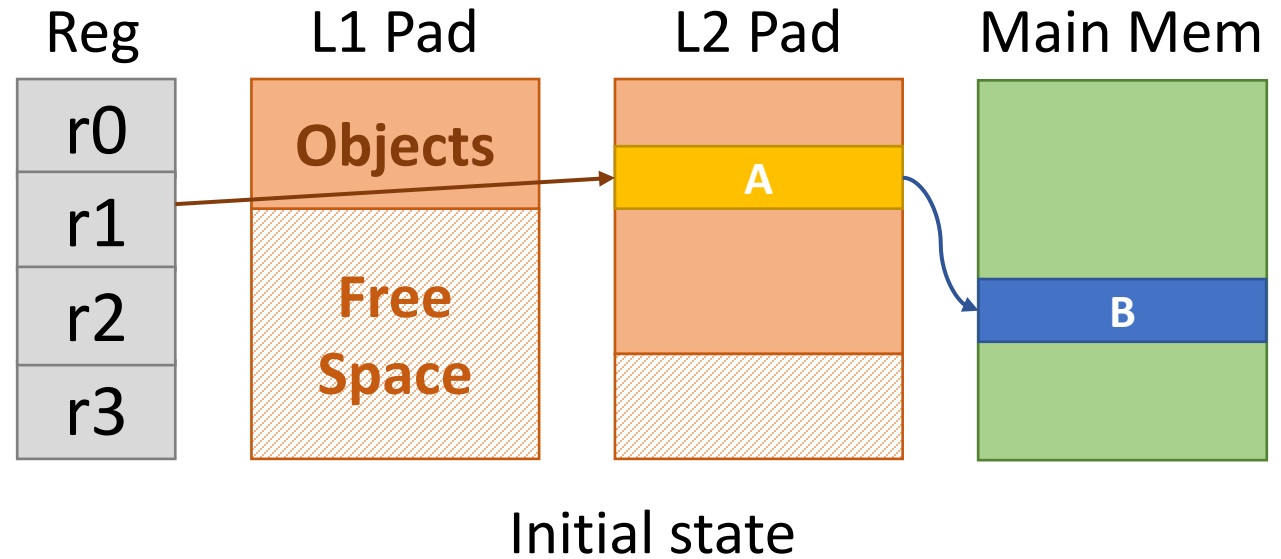 Reg L1 Pad L2 Pad Main Mem
r0
r1
r2
r3
Objects
Free
Space
A
B
Initial state